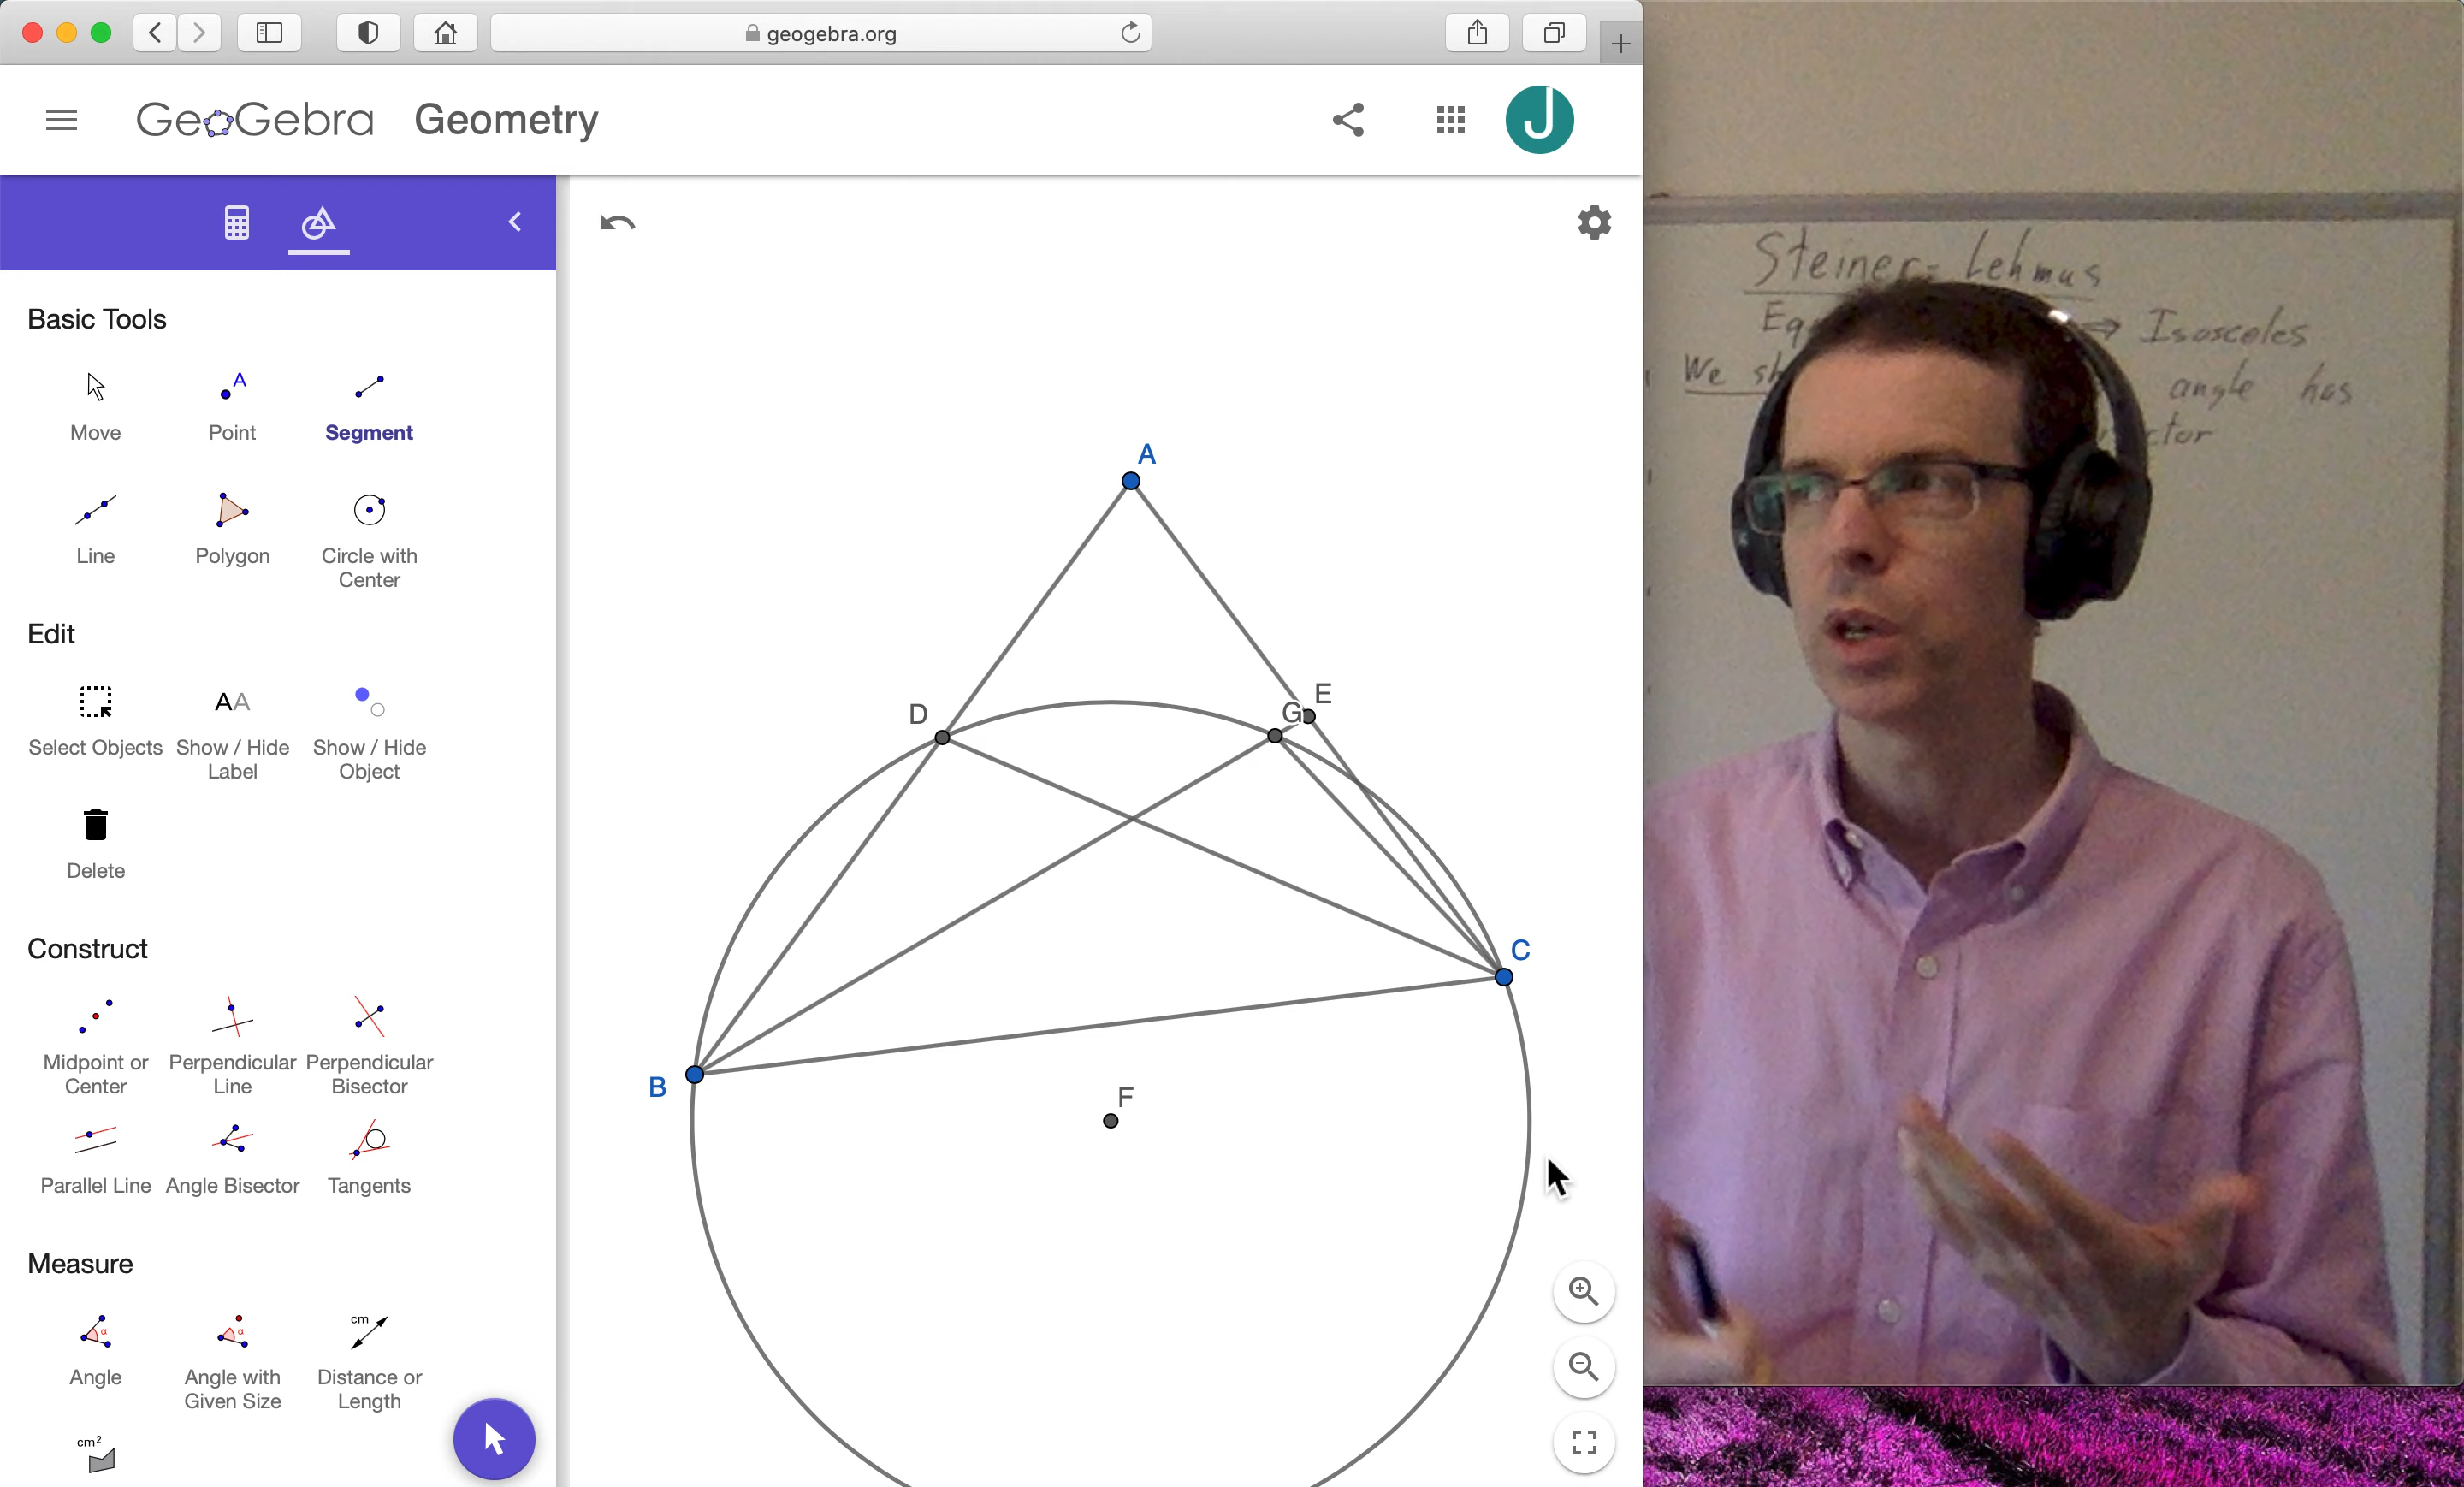 geogebra.org
GeoGebra Geometry
J
Basic Tools
Move
Point
Segment
A
Line
Polygon
Circle with
Center
Edit
Select Objects
AA
Show / Hide
Label
Show / Hide
Object
Delete
Construct
Midpoint or
Center
Perpendicular
Line
Perpendicular
Bisector
Parallel Line
Angle Bisector
Tangents
Measure
α
Angle
α
Angle with
Given Size
cm
Distance or
Length
cm²
A
D
G
E
C
B
F
Steiner-Lehmus
⇒ Isosceles
We
angle has